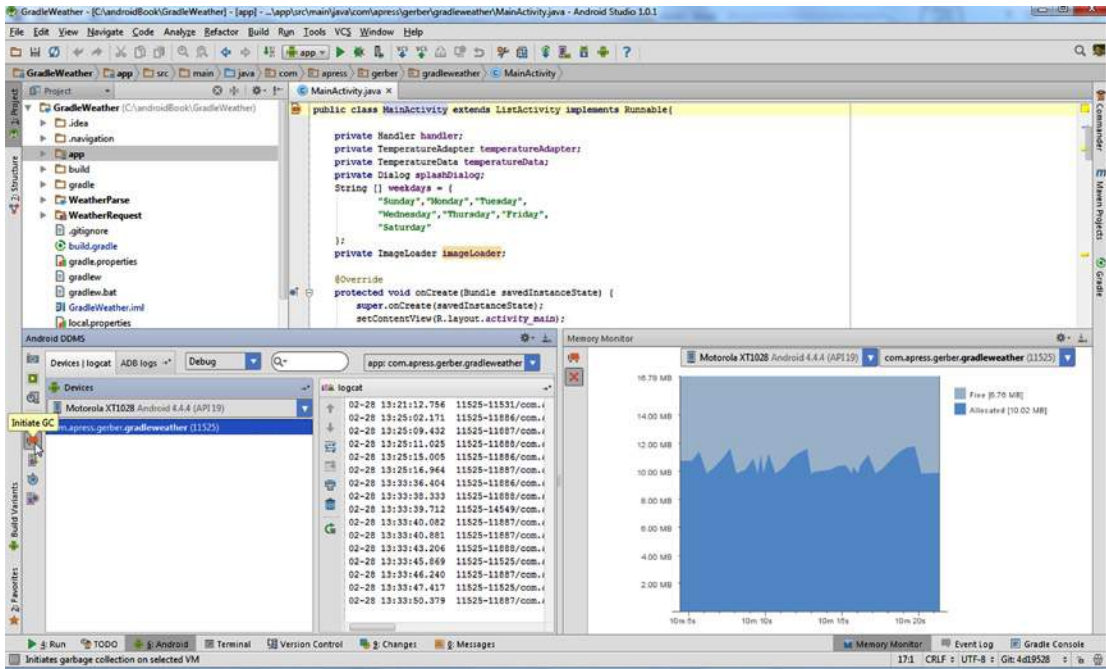 GradleWeather - [C:\androidBook\GradleWeather] - [app] - ...\app\src\main\java\com\apress\gerber\gradleweather\MainActivity.java - Android Studio 1.0.1
File Edit View Navigate Code Analyze Refactor Build Run Tools VCS Window Help
app
GradleWeather app src main java com apress gerber gradleweather MainActivity
Project
MainActivity.java
1: Project
2: Structure
Build Variants
2: Favorites
GradleWeather (C:\androidBook\GradleWeather)
.idea
.navigation
app
build
gradle
WeatherParse
WeatherRequest
.gitignore
build.gradle
gradle.properties
gradlew
gradlew.bat
GradleWeather.iml
local.properties
public class MainActivity extends ListActivity implements Runnable{
private Handler handler;
private TemperatureAdapter temperatureAdapter;
private TemperatureData temperatureData;
private Dialog splashDialog;
String [] weekdays = {
"Sunday","Monday","Tuesday",
"Wednesday","Thursday","Friday",
"Saturday"
};
private ImageLoader imageLoader;
@Override
protected void onCreate(Bundle savedInstanceState) {
super.onCreate(savedInstanceState);
setContentView(R.layout.activity_main);
Commander
Maven Projects
Gradle
Android DDMS
Devices | logcat
ADB logs
Debug
app: com.apress.gerber.gradleweather
Devices
Motorola XT1028 Android 4.4.4 (API 19)
com.apress.gerber.gradleweather (11525)
Initiate GC
logcat
02-28 13:21:12.756 11525-11531/com.
02-28 13:25:02.171 11525-11886/com.
02-28 13:25:09.432 11525-11887/com.
02-28 13:25:11.025 11525-11888/com.
02-28 13:25:15.005 11525-11886/com.
02-28 13:25:16.964 11525-11887/com.
02-28 13:33:36.404 11525-11886/com.
02-28 13:33:38.333 11525-11888/com.
02-28 13:33:39.712 11525-14549/com.
02-28 13:33:40.082 11525-11887/com.
02-28 13:33:40.881 11525-11887/com.
02-28 13:33:43.206 11525-11888/com.
02-28 13:33:45.869 11525-11525/com.
02-28 13:33:46.240 11525-11887/com.
02-28 13:33:47.417 11525-11525/com.
02-28 13:33:50.379 11525-11887/com.
Memory Monitor
Motorola XT1028 Android 4.4.4 (API 19)
com.apress.gerber.gradleweather (11525)
16.79 MB
14.00 MB
12.00 MB
10.00 MB
8.00 MB
6.00 MB
4.00 MB
2.00 MB
10m 5s 10m 10s 10m 15s 10m 20s
Free [6.76 MB]
Allocated [10.02 MB]
4: Run TODO 6: Android Terminal Version Control 9: Changes 0: Messages Memory Monitor Event Log Gradle Console
Initiates garbage collection on selected VM
17:1 CRLF UTF-8 Git: 4d19528